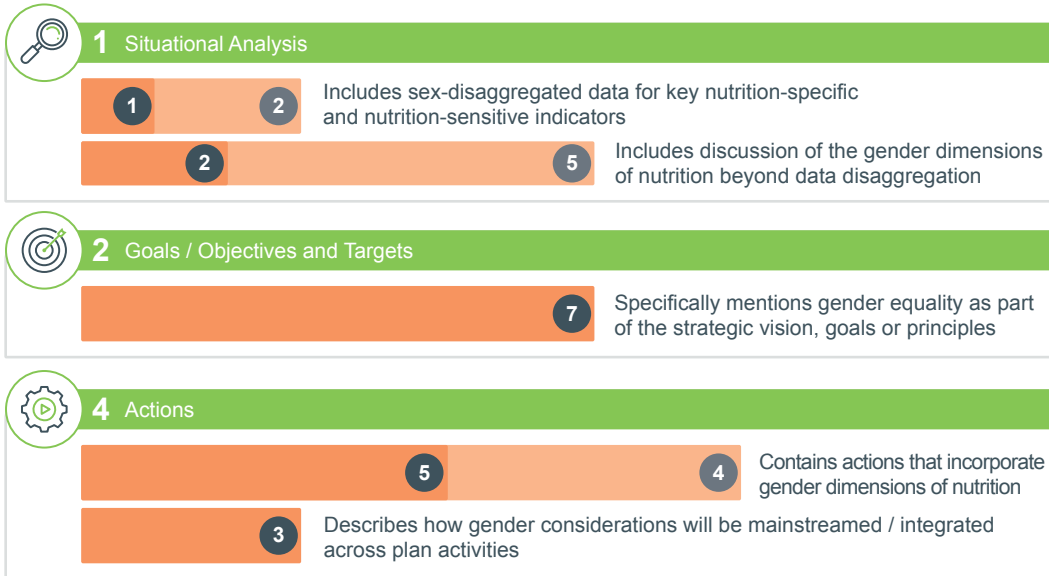 1 Situational Analysis
1 2 Includes sex-disaggregated data for key nutrition-specific
and nutrition-sensitive indicators
2 5 Includes discussion of the gender dimensions
of nutrition beyond data disaggregation
2 Goals / Objectives and Targets
7 Specifically mentions gender equality as part
of the strategic vision, goals or principles
4 Actions
5 4 Contains actions that incorporate
gender dimensions of nutrition
3 Describes how gender considerations will be mainstreamed / integrated
across plan activities